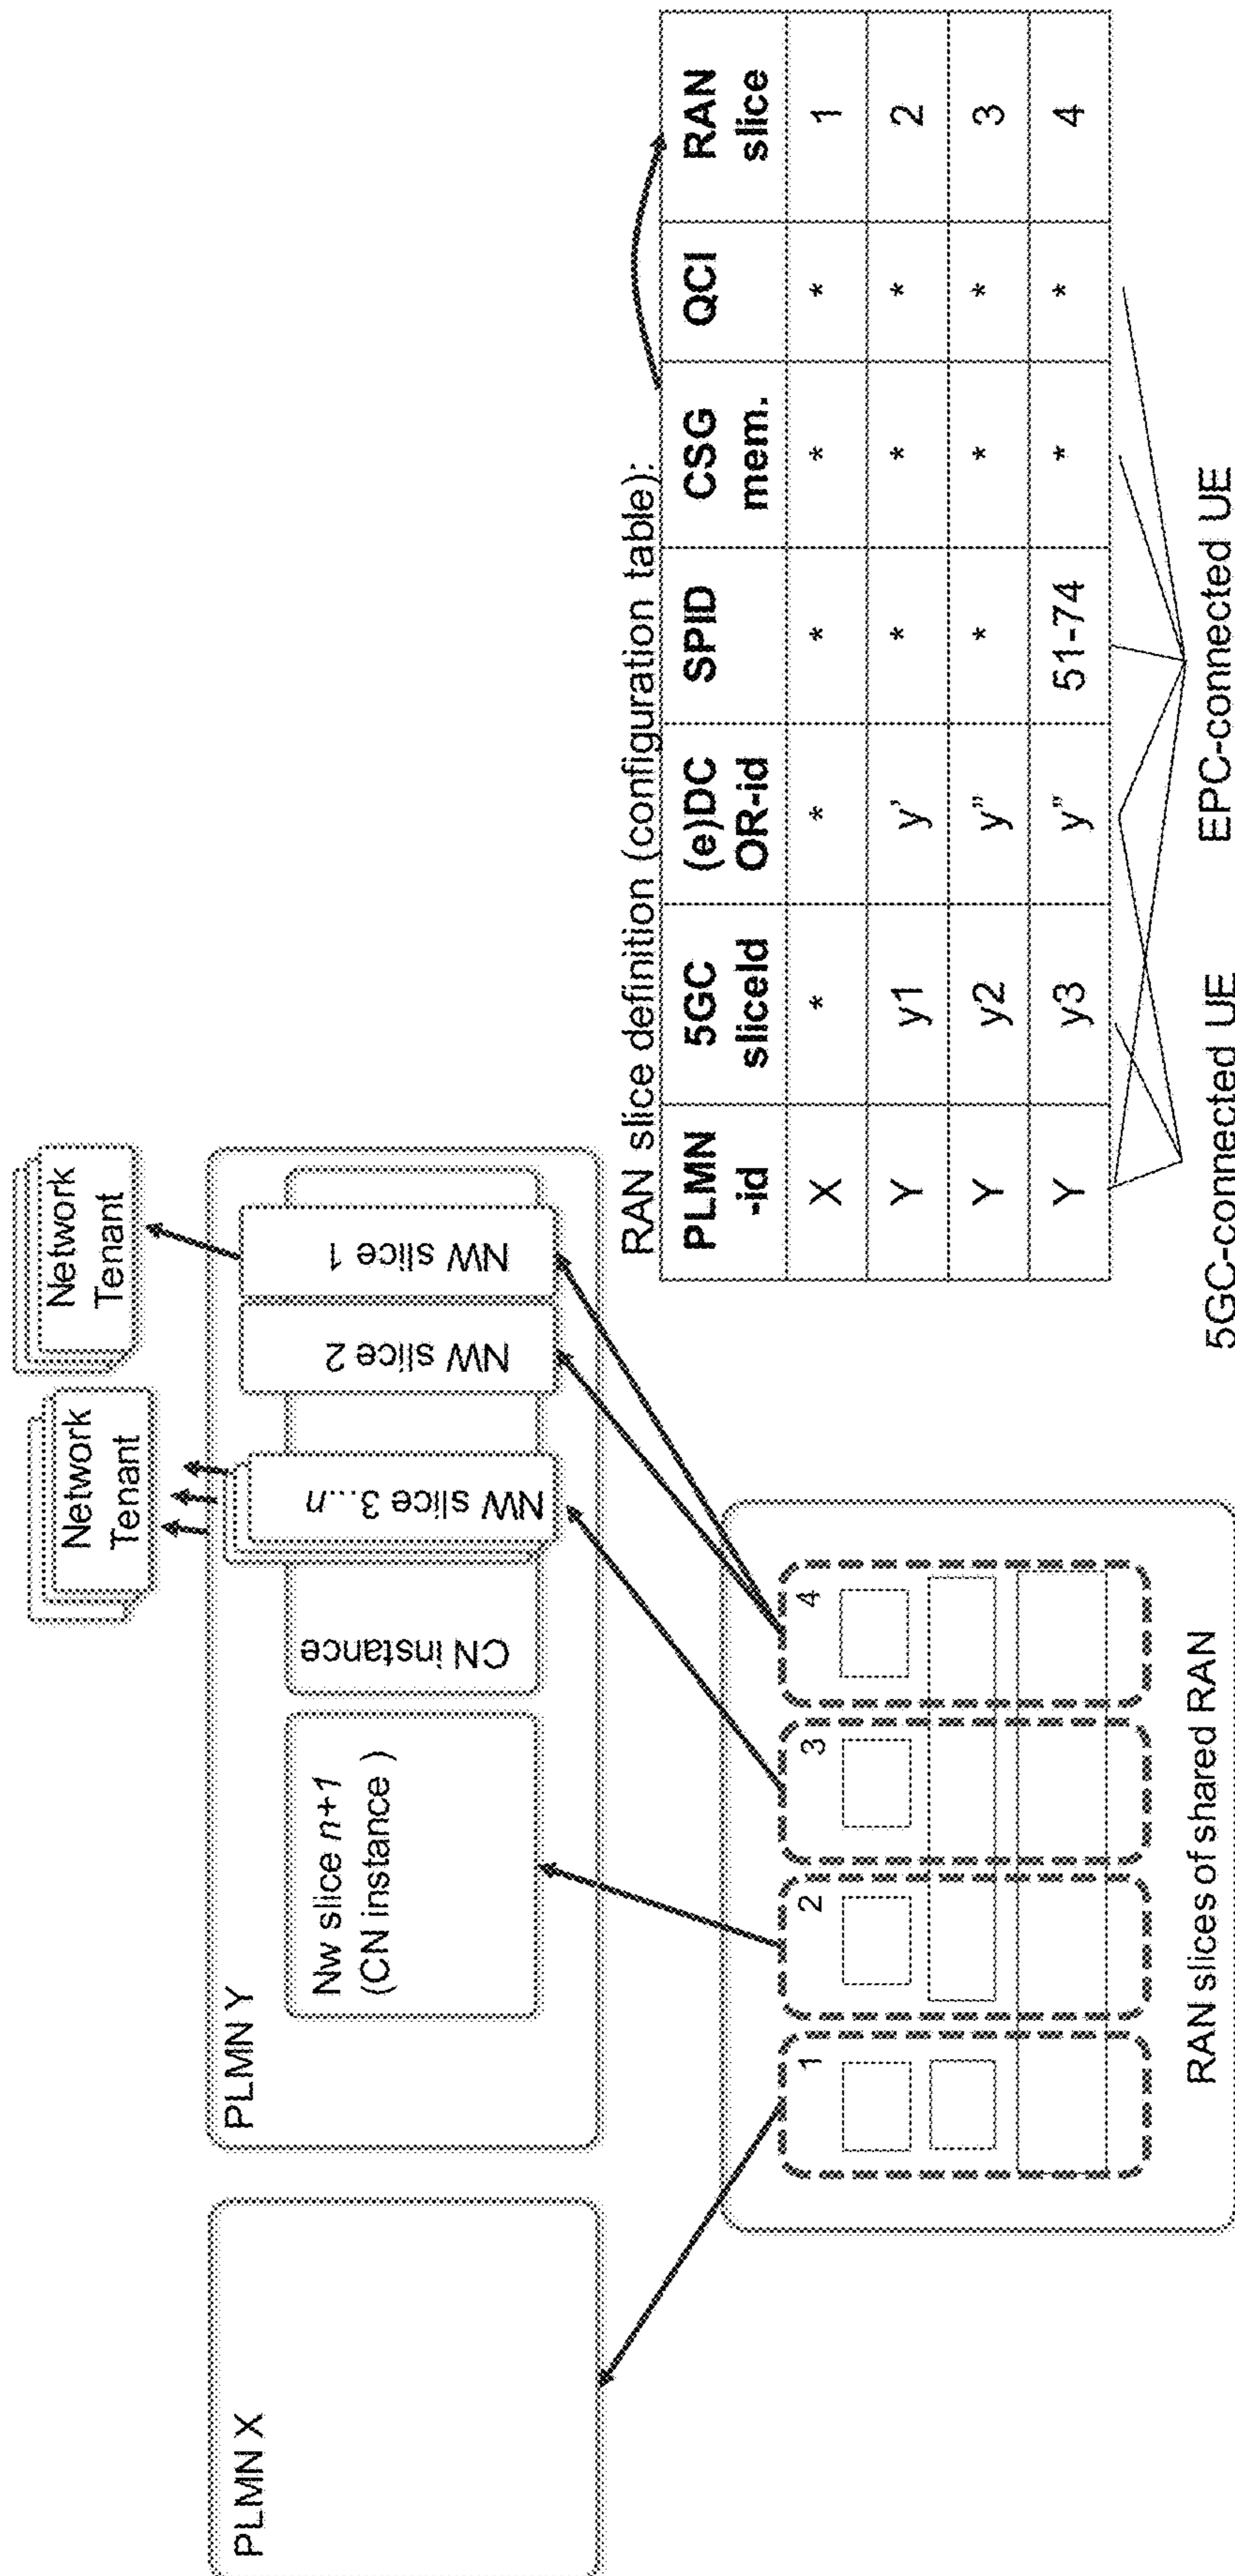 PLMN X
PLMN Y
Nw slice n+1
(CN instance )
CN instance
NW slice 3...n
NW slice 2
NW slice 1
Network
Tenant
Network
Tenant
1
2
3
4
RAN slices of shared RAN
RAN slice definition (configuration table):
PLMN
-id
5GC
sliceId
(e)DC
OR-id
SPID
CSG
mem.
QCI
RAN
slice
X * * * * * 1
Y y1 y' * * * 2
Y y2 y" * * * 3
Y y3 y" 51-74 * * 4
5GC-connected UE
EPC-connected UE